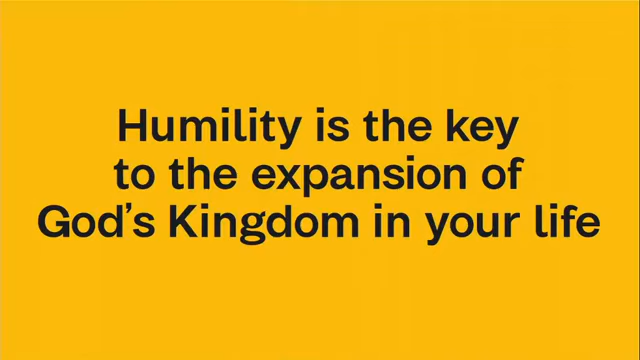 Humility is the key
to the expansion of
God’s Kingdom in your life